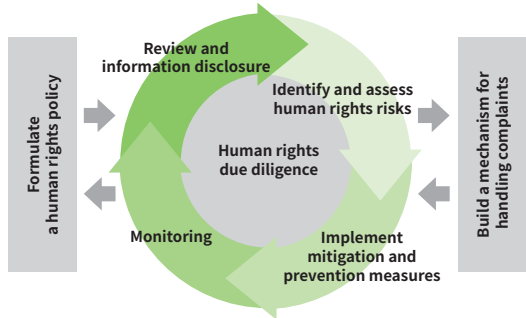 Formulate
a human rights policy
Review and
information disclosure
Identify and assess
human rights risks
Human rights
due diligence
Monitoring
Implement
mitigation and
prevention measures
Build a mechanism for
handling complaints